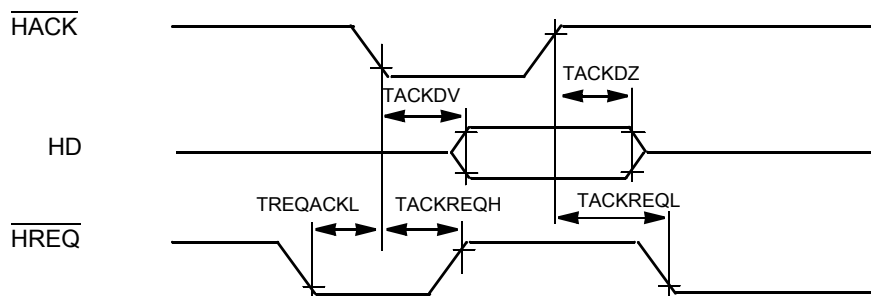 HACK
TACKDZ
TACKDV
HD
TREQACKL TACKREQH TACKREQL
HREQ